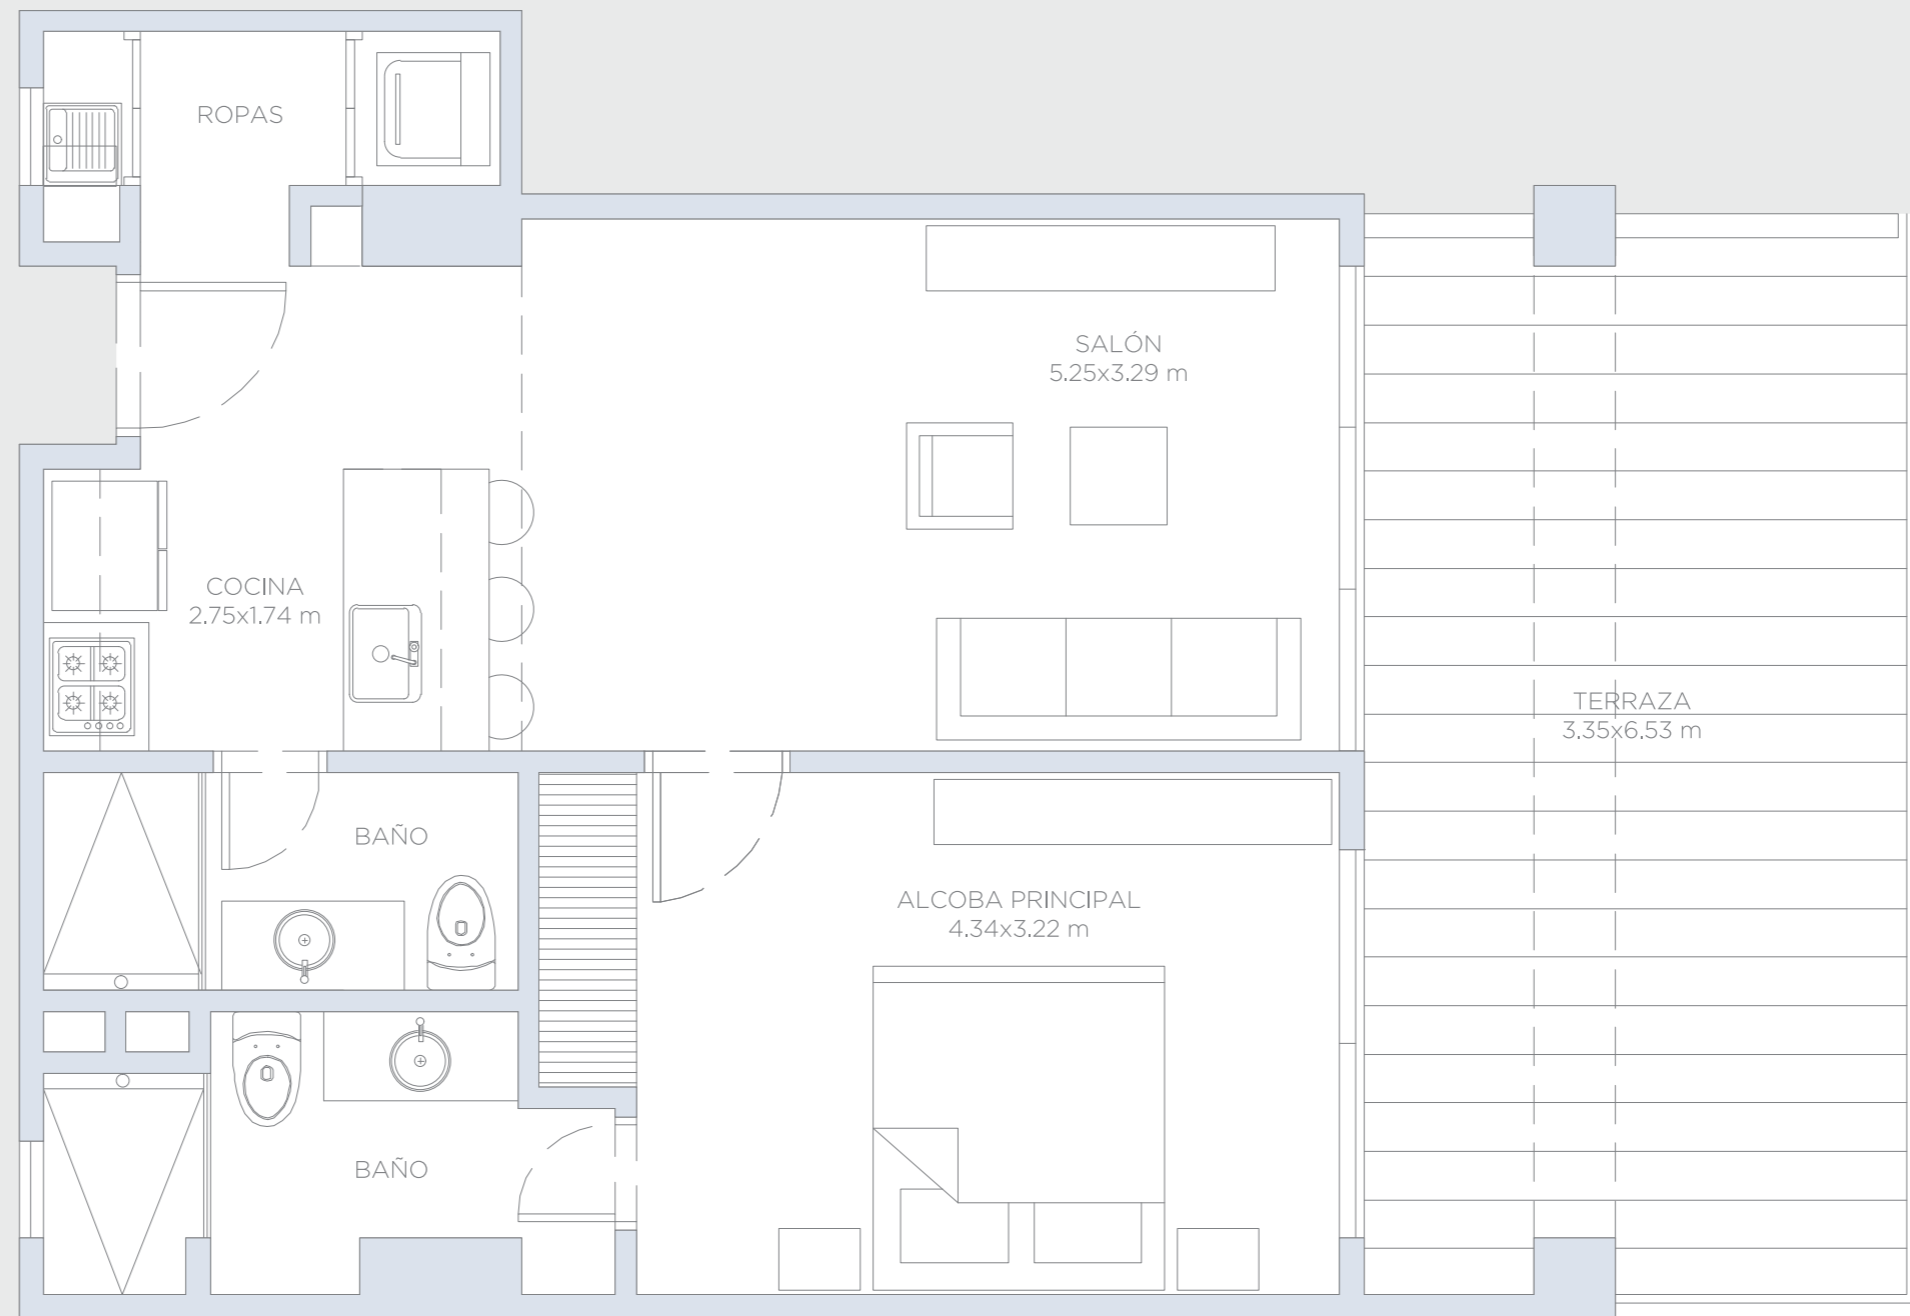 ROPAS
SALÓN
5.25x3.29 m
COCINA
2.75x1.74 m
TERRAZA
3.35x6.53 m
BAÑO
ALCOBA PRINCIPAL
4.34x3.22 m
BAÑO